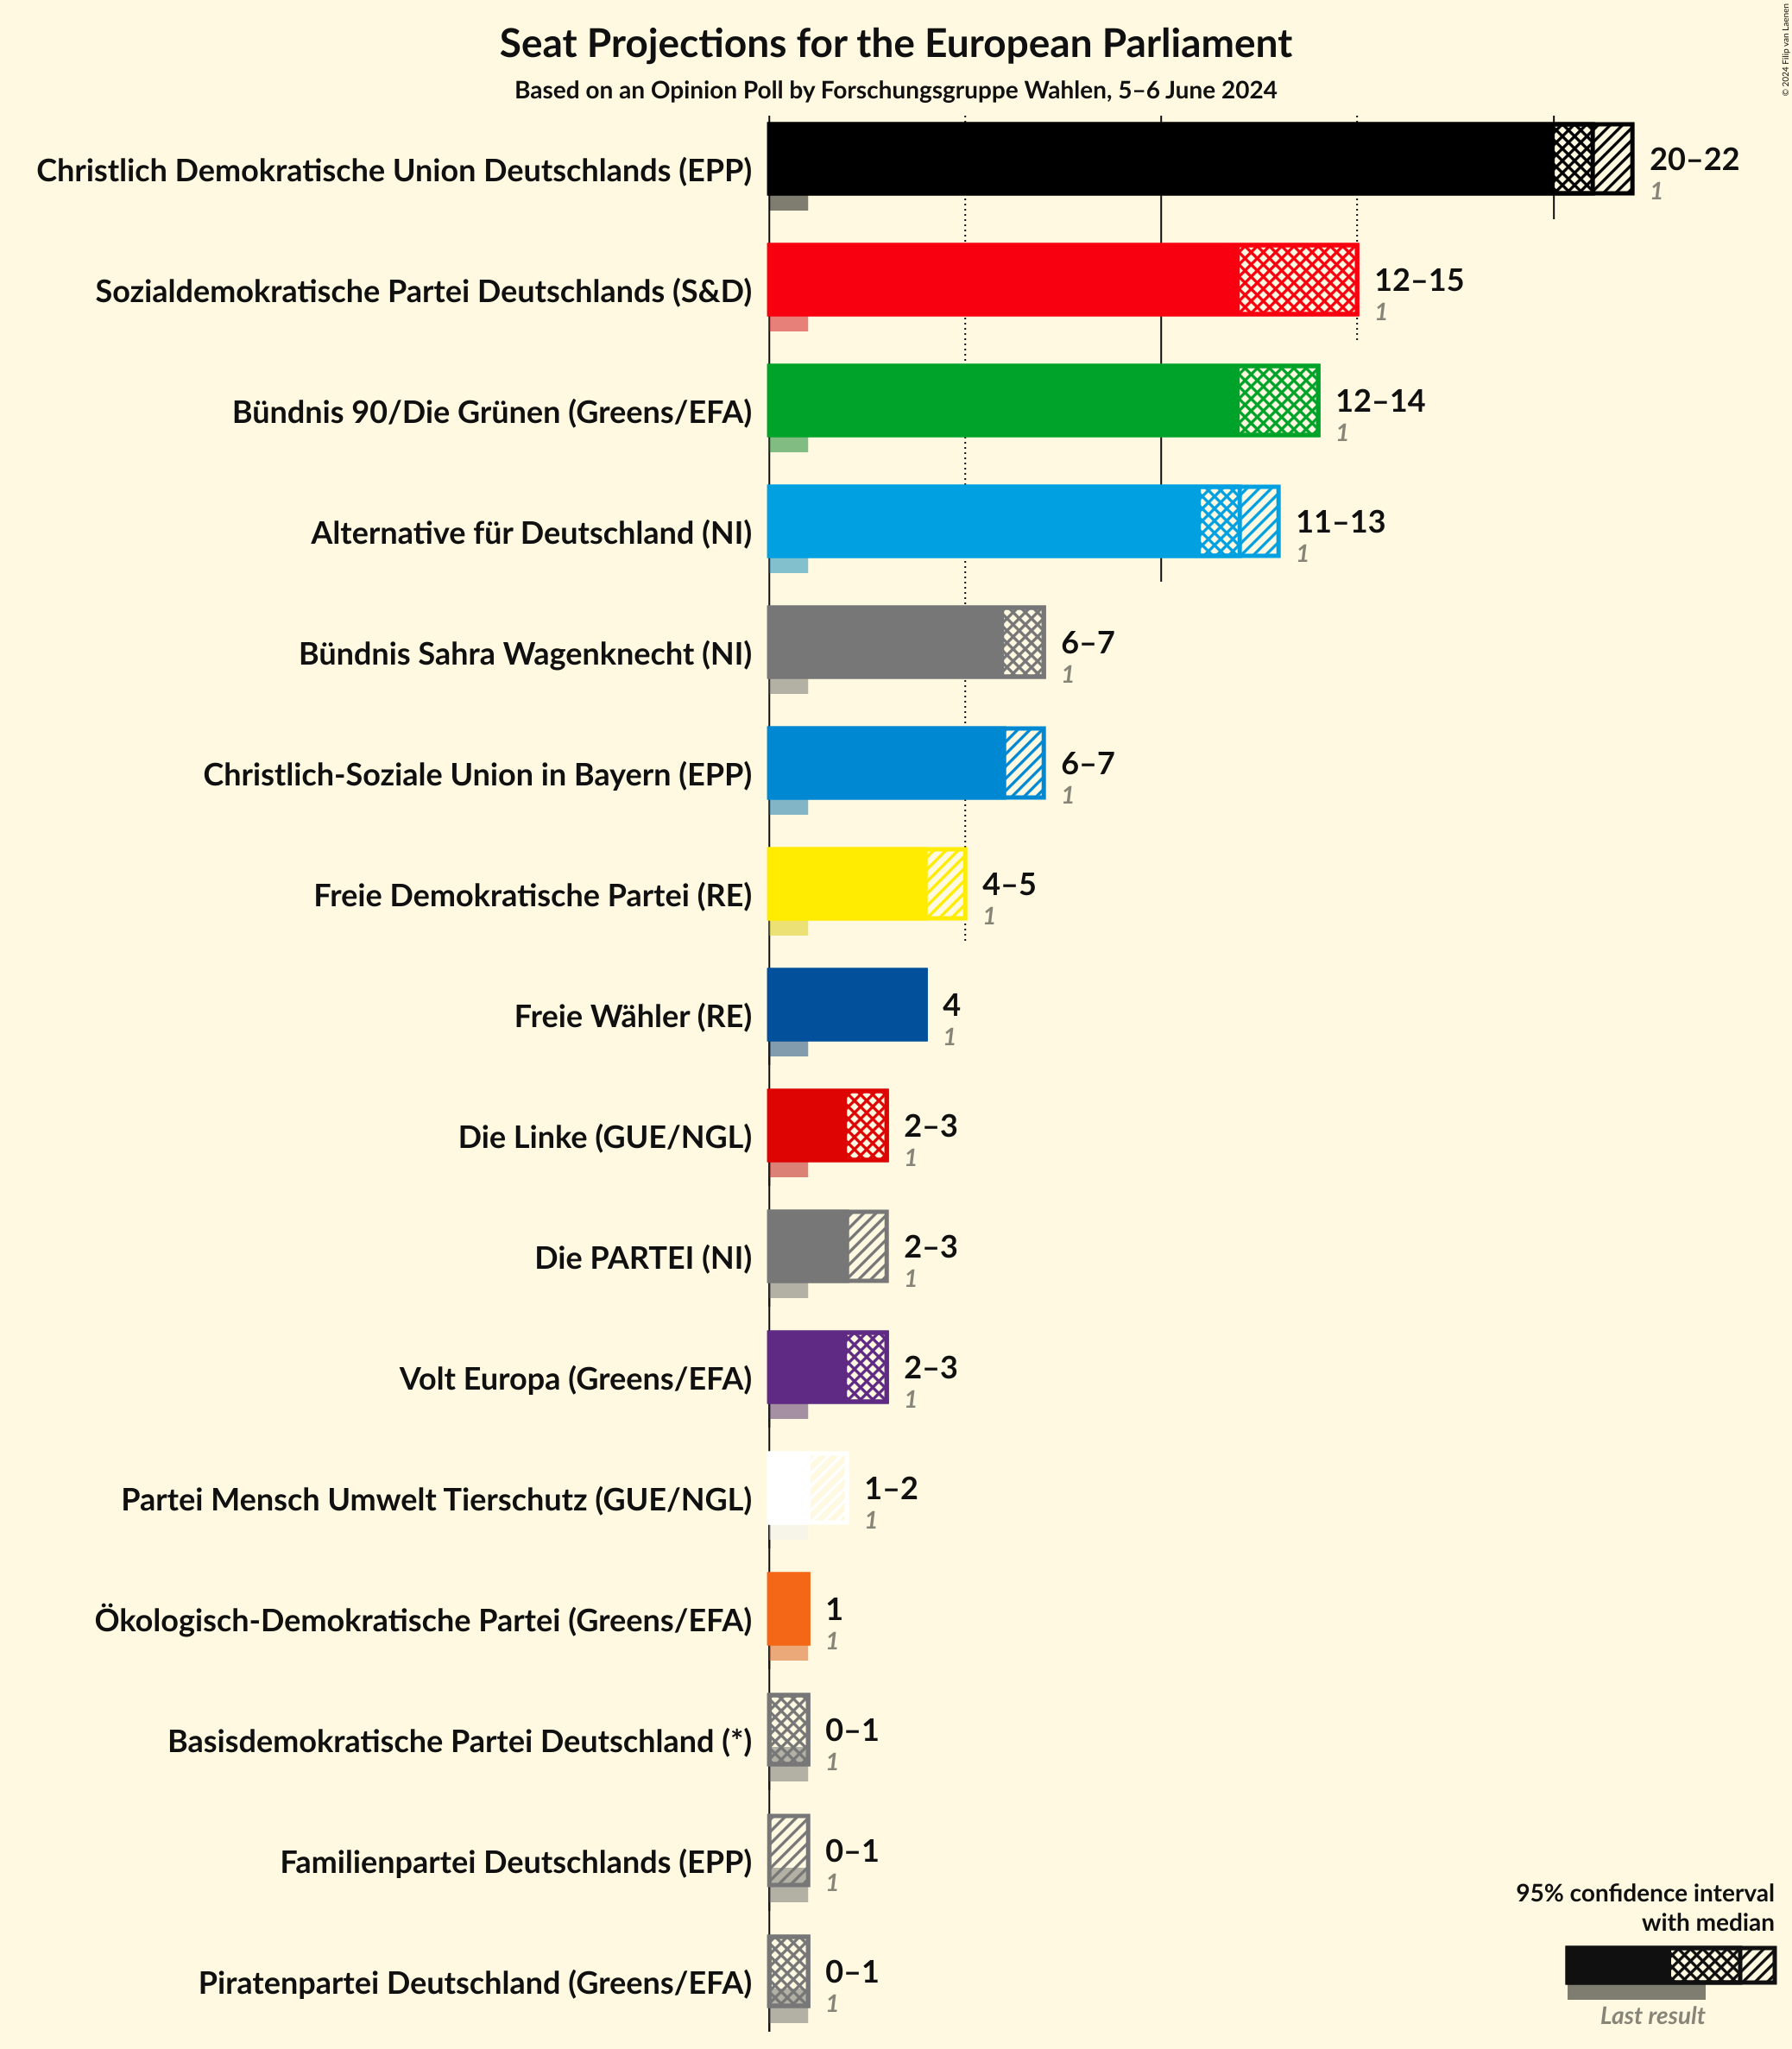 Seat Projections for the European Parliament
Based on an Opinion Poll by Forschungsgruppe Wahlen, 5–6 June 2024
© 2024 Filip van Laenen
Christlich Demokratische Union Deutschlands (EPP)
20–22
1
Sozialdemokratische Partei Deutschlands (S&D)
12–15
1
Bündnis 90/Die Grünen (Greens/EFA)
12–14
1
Alternative für Deutschland (NI)
11–13
1
Bündnis Sahra Wagenknecht (NI)
6–7
1
Christlich-Soziale Union in Bayern (EPP)
6–7
1
Freie Demokratische Partei (RE)
4–5
1
Freie Wähler (RE)
4
1
Die Linke (GUE/NGL)
2–3
1
Die PARTEI (NI)
2–3
1
Volt Europa (Greens/EFA)
2–3
1
Partei Mensch Umwelt Tierschutz (GUE/NGL)
1–2
1
Ökologisch-Demokratische Partei (Greens/EFA)
1
1
Basisdemokratische Partei Deutschland (*)
0–1
1
Familienpartei Deutschlands (EPP)
0–1
1
Piratenpartei Deutschland (Greens/EFA)
0–1
1
95% confidence interval
with median
Last result